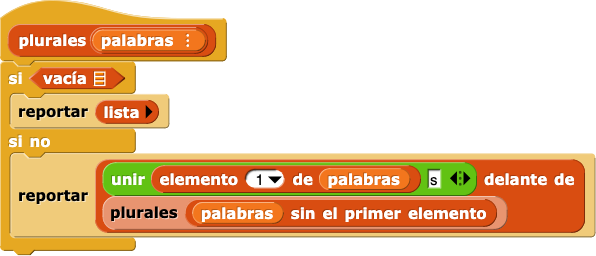 plurales palabras
si vacía
reportar lista
si no
unir elemento 1 de palabras s delante de
reportar
plurales palabras sin el primer elemento